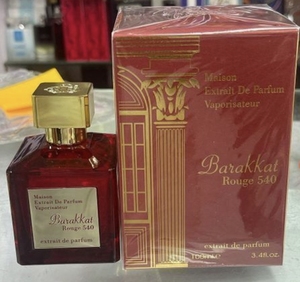 Maison
Extrait De Parfum
Vaporisateur
Barakkat
Rouge 540
extrait de parfum
Maison
Extrait De Parfum
Vaporisateur
Barakkat
Rouge 540
extrait de parfum
100ml ℮ 3.4fl.oz.